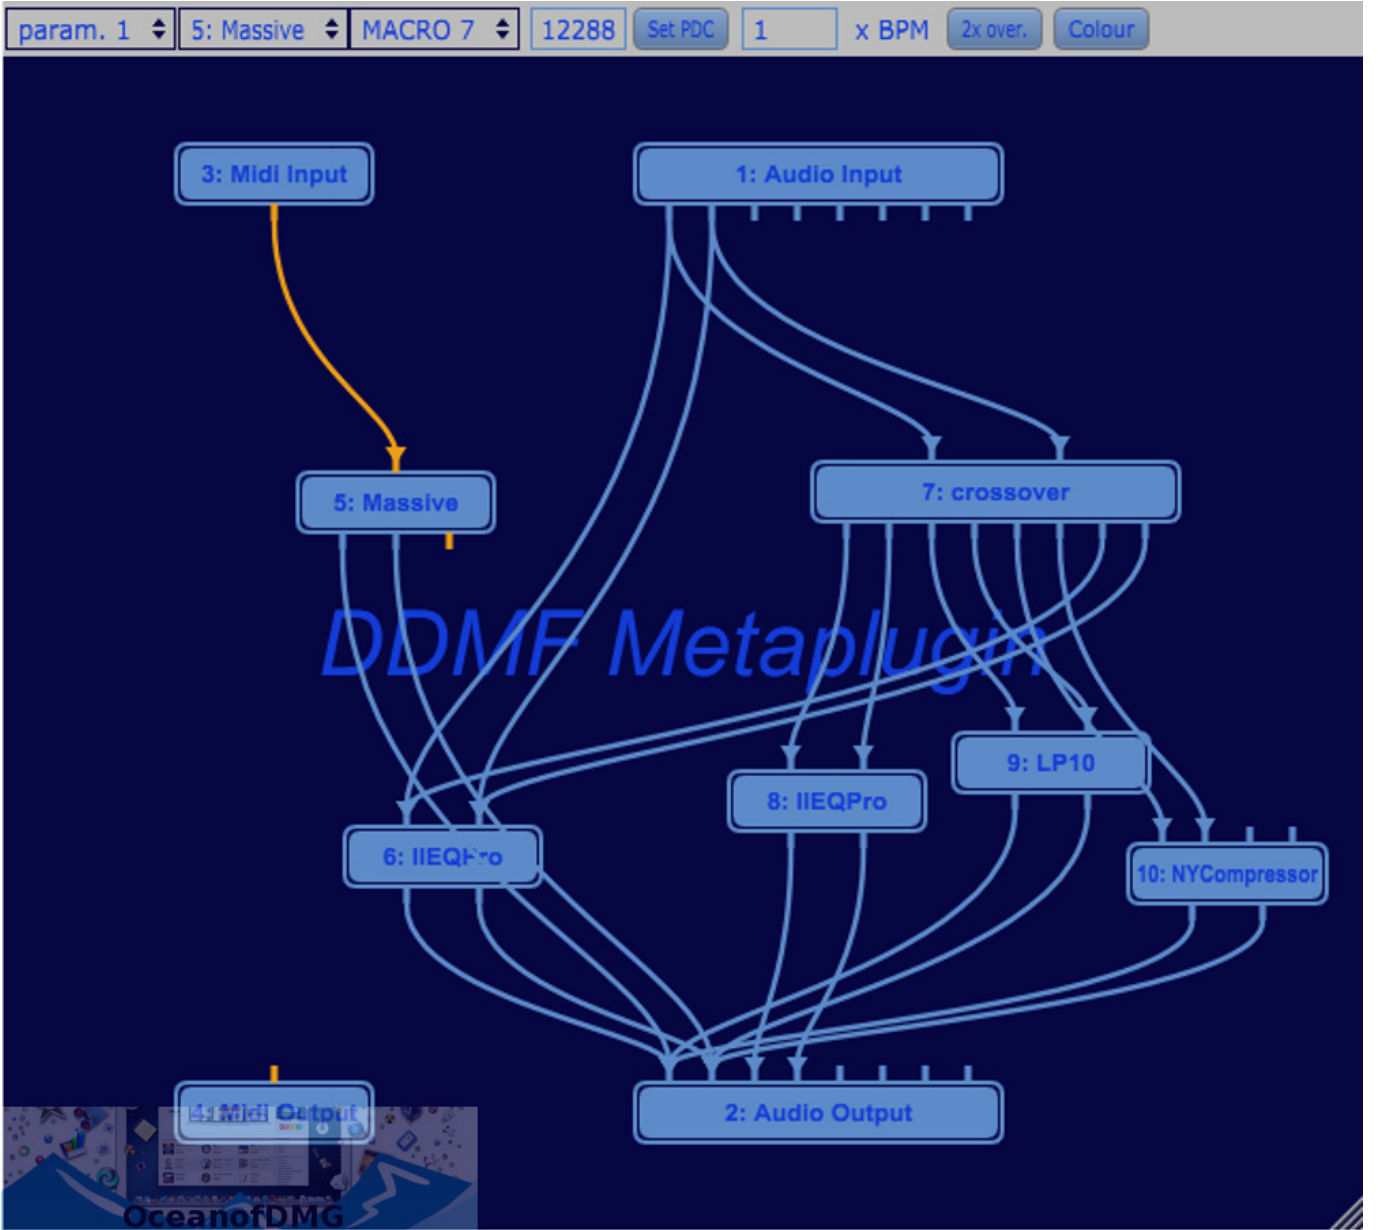 param. 1 5: Massive MACRO 7 12288 Set PDC 1 x BPM 2x over. Colour
3: Midi Input
1: Audio Input
5: Massive
7: crossover
DDMF Metaplugin
9: LP10
8: IIEQPro
6: IIEQPro
10: NYCompressor
4: Midi Output
2: Audio Output
OceanofDMG